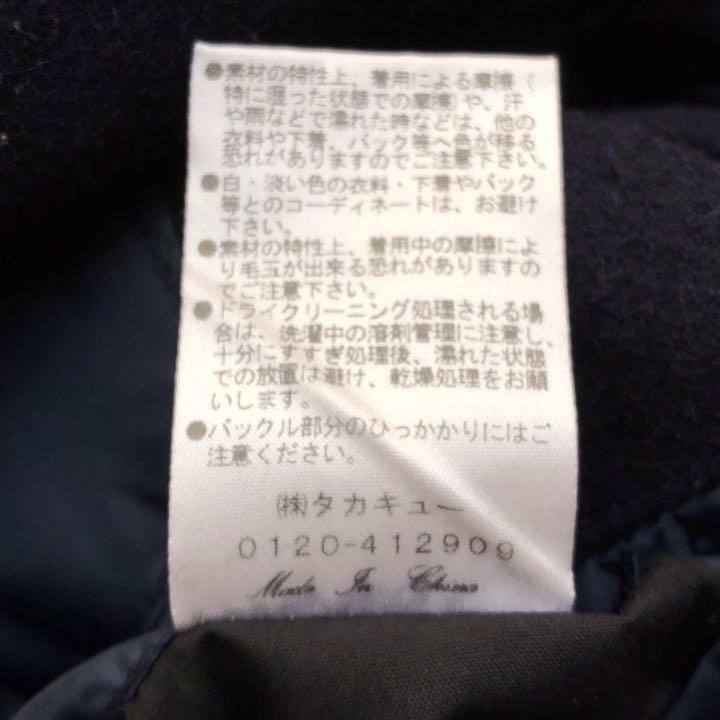 ●素材の特性上、着用による摩擦（
特に湿った状態での摩擦）や、汗
や雨などで濡れた時などは、他の
衣料や下着、バック等へ色が移る
恐れがありますのでご注意下さい。
●白・淡い色の衣料・下着やバック
等とのコーディネートは、お避け
下さい。
●素材の特性上、着用中の摩擦によ
り毛玉が出来る恐れがありますの
でご注意下さい。
●ドライクリーニング処理される場
合は、洗濯中の溶剤管理に注意し、
十分にすすぎ処理後、濡れた状態
での放置は避け、乾燥処理をお願
いします。
●バックル部分のひっかかりにはご
注意ください。
㈱タカキュー
0120-412909
Made In China